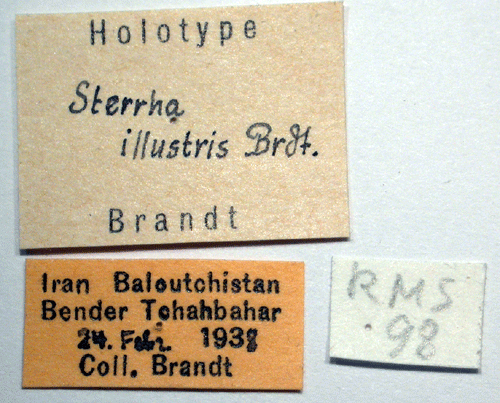 Holotype
Sterrha
illustris Brdt.
Brandt
Iran Baloutchistan
Bender Tchahbahar
24. Febr. 1938
Coll. Brandt
RMS
98